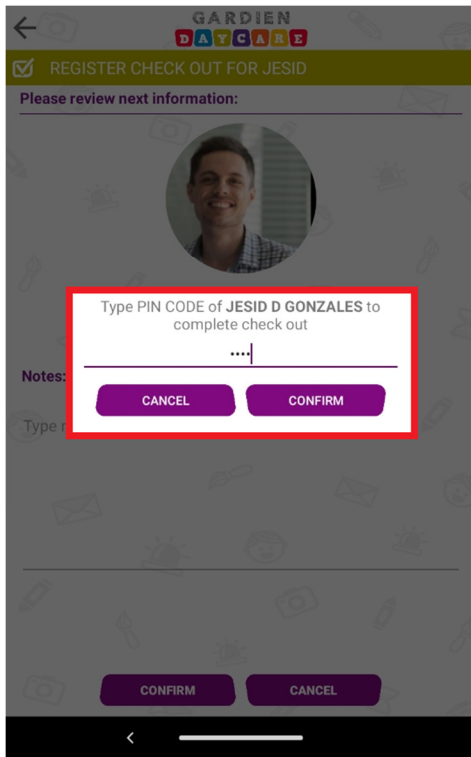 GARDIEN
DAYCARE
REGISTER CHECK OUT FOR JESID
Please review next information:
Type PIN CODE of JESID D GONZALES to
complete check out
••••
CANCEL CONFIRM
Notes:
Type
CONFIRM CANCEL